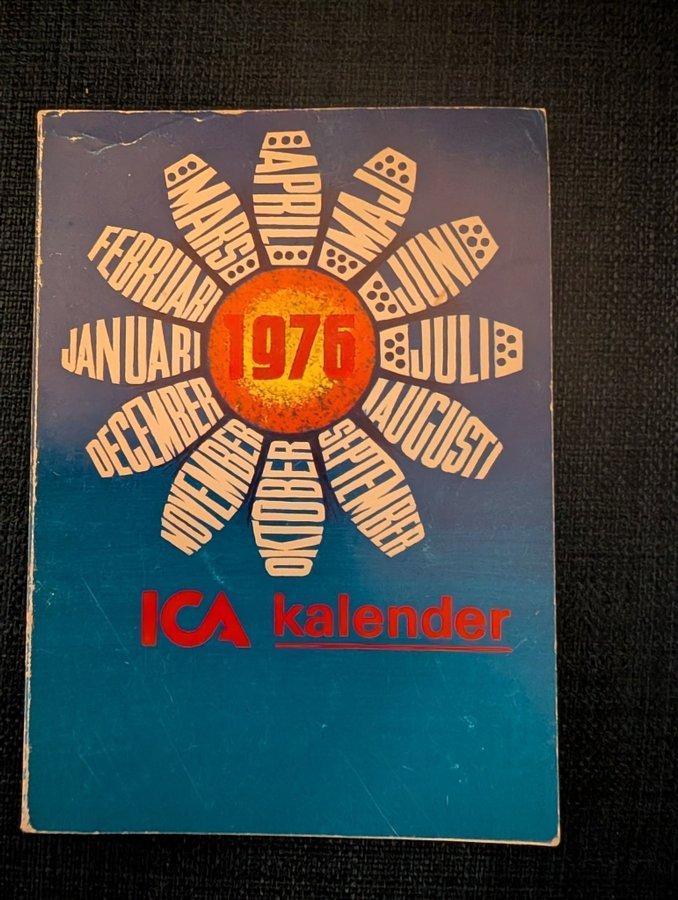 JANUARI
FEBRUARI
MARS
APRIL
MAJ
JUNI
JULI
AUGUSTI
SEPTEMBER
OKTOBER
NOVEMBER
DECEMBER
1976
ICA kalender